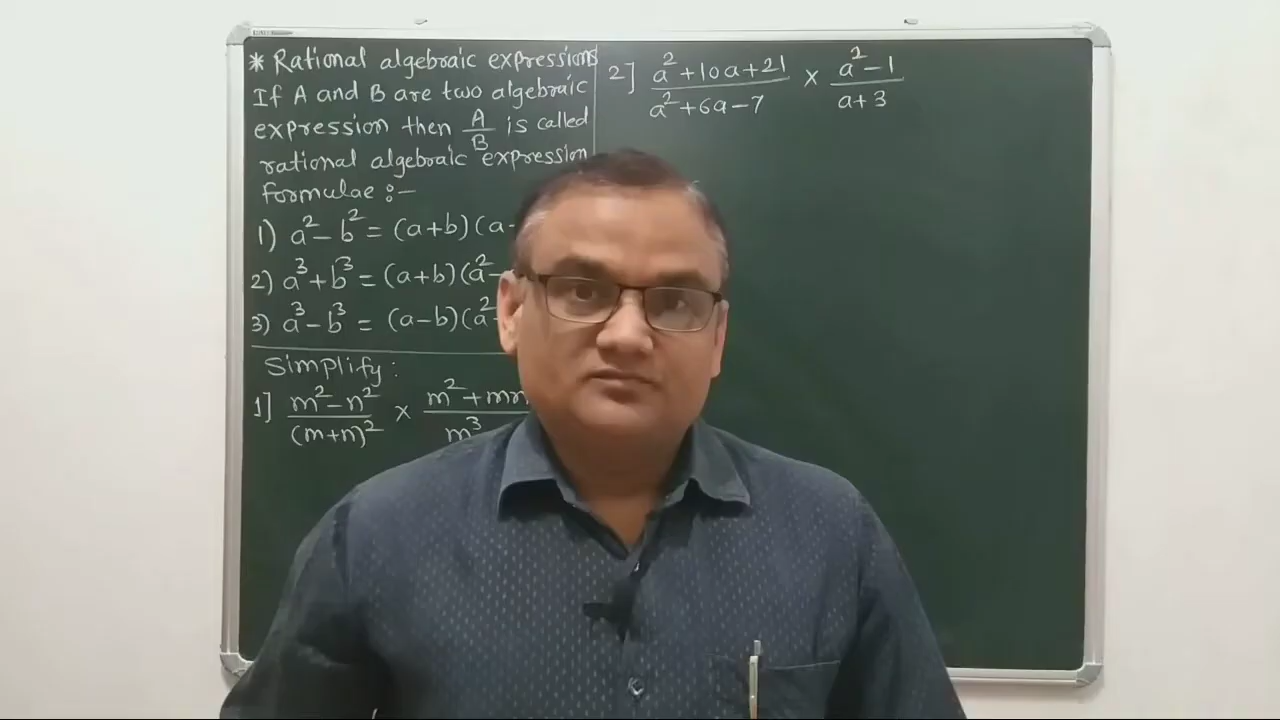 * Rational algebraic expressions
If A and B are two algebraic
expression then A/B is called
rational algebraic expression
formulae :-
1) a² - b² = (a+b)(a-
2) a³ + b³ = (a+b)(a²-
3) a³ - b³ = (a-b)(a²
Simplify :
1] (m²-n²)/(m+n)² × (m²+mn)/(m³)
2] (a²+10a+21)/(a²+6a-7) × (a²-1)/(a+3)